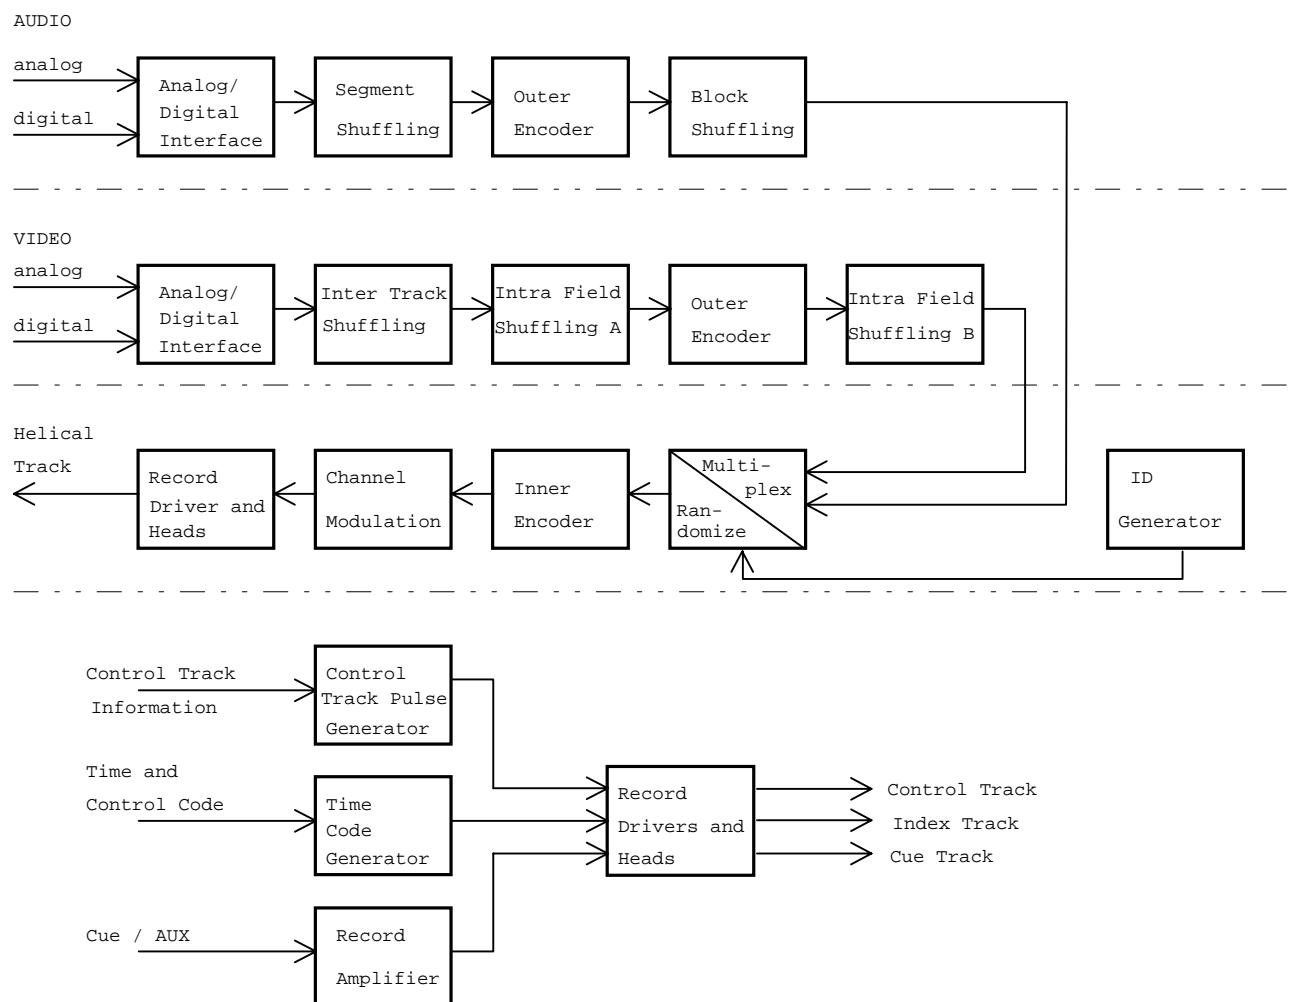 AUDIO
analog
digital
Analog/
Digital
Interface
Segment
Shuffling
Outer
Encoder
Block
Shuffling
VIDEO
analog
digital
Analog/
Digital
Interface
Inter Track
Shuffling
Intra Field
Shuffling A
Outer
Encoder
Intra Field
Shuffling B
Helical
Track
Record
Driver and
Heads
Channel
Modulation
Inner
Encoder
Multi-
plex
Ran-
domize
ID
Generator
Control Track
Information
Control
Track Pulse
Generator
Time and
Control Code
Time
Code
Generator
Cue / AUX
Record
Amplifier
Record
Drivers and
Heads
Control Track
Index Track
Cue Track